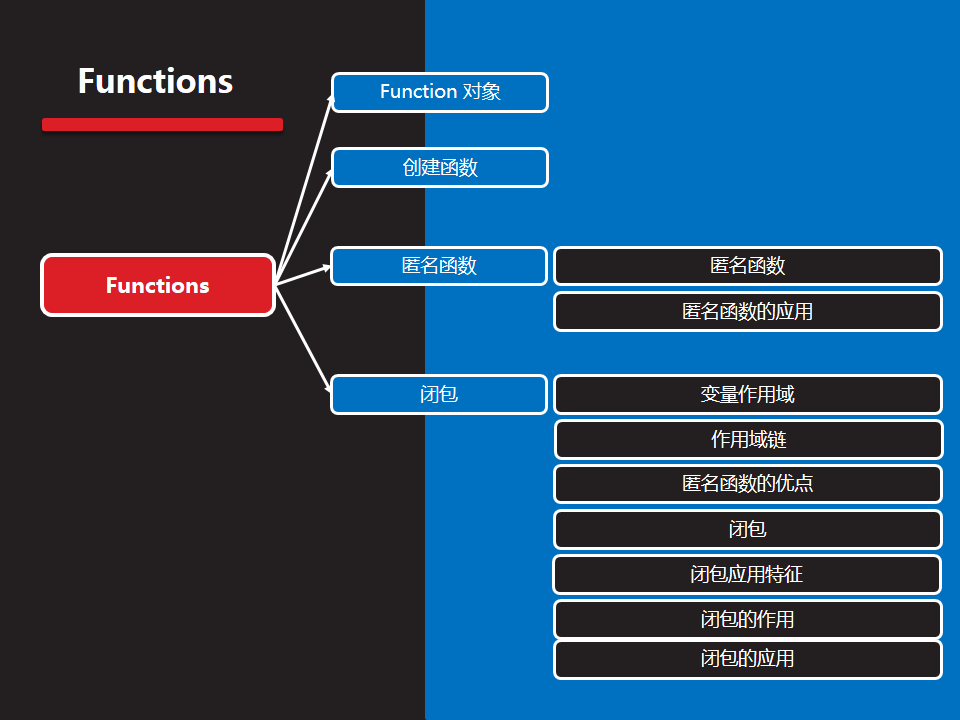 Functions
Functions
Function 对象
创建函数
匿名函数
匿名函数
匿名函数的应用
闭包
变量作用域
作用域链
匿名函数的优点
闭包
闭包应用特征
闭包的作用
闭包的应用